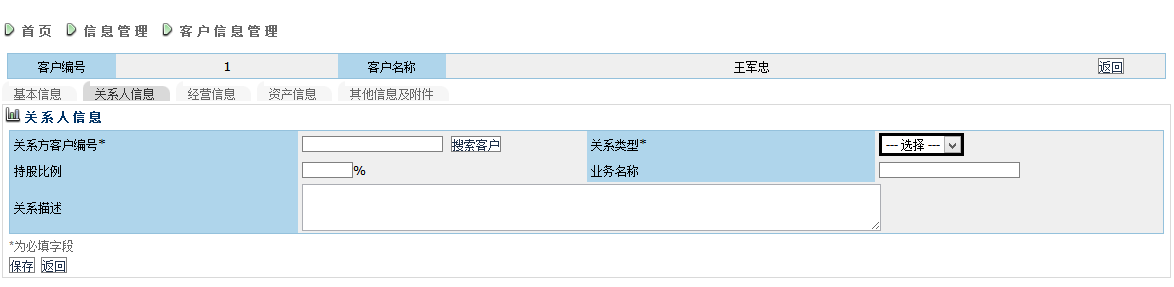 首页 信息管理 客户信息管理
客户编号 1 客户名称 王军忠 返回
基本信息 关系人信息 经营信息 资产信息 其他信息及附件
关系人信息
关系方客户编号* 搜索客户 关系类型* --- 选择 ---
持股比例 % 业务名称
关系描述
*为必填字段
保存 返回